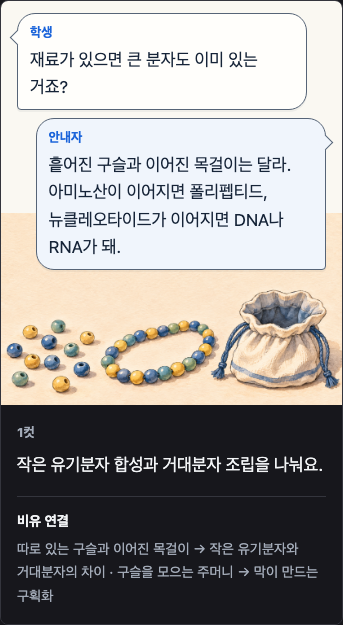 학생
재료가 있으면 큰 분자도 이미 있는
거죠?
안내자
흩어진 구슬과 이어진 목걸이는 달라.
아미노산이 이어지면 폴리펩티드,
뉴클레오타이드가 이어지면 DNA나
RNA가 돼.
1컷
작은 유기분자 합성과 거대분자 조립을 나눠요.
비유 연결
따로 있는 구슬과 이어진 목걸이 → 작은 유기분자와
거대분자의 차이 · 구슬을 모으는 주머니 → 막이 만드는
구획화